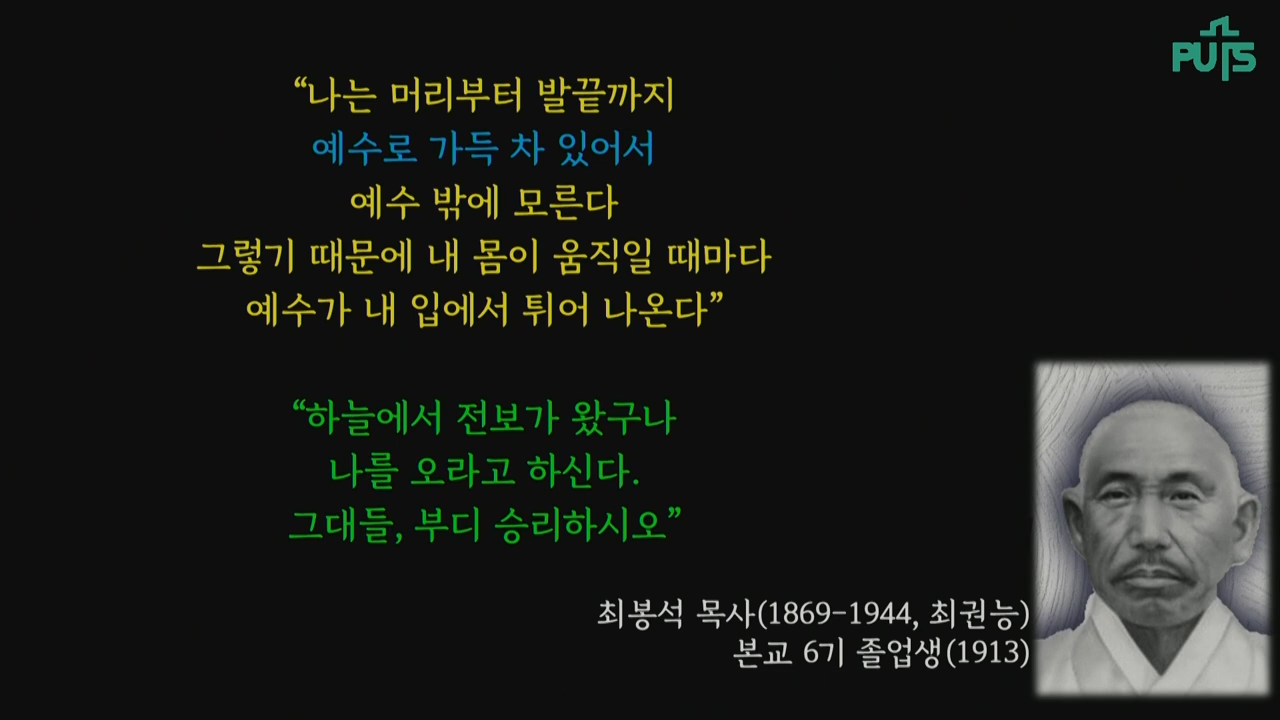 PUTS
“나는 머리부터 발끝까지
예수로 가득 차 있어서
예수 밖에 모른다
그렇기 때문에 내 몸이 움직일 때마다
예수가 내 입에서 튀어 나온다”
“하늘에서 전보가 왔구나
나를 오라고 하신다.
그대들, 부디 승리하시오”
최봉석 목사(1869-1944, 최권능)
본교 6기 졸업생(1913)